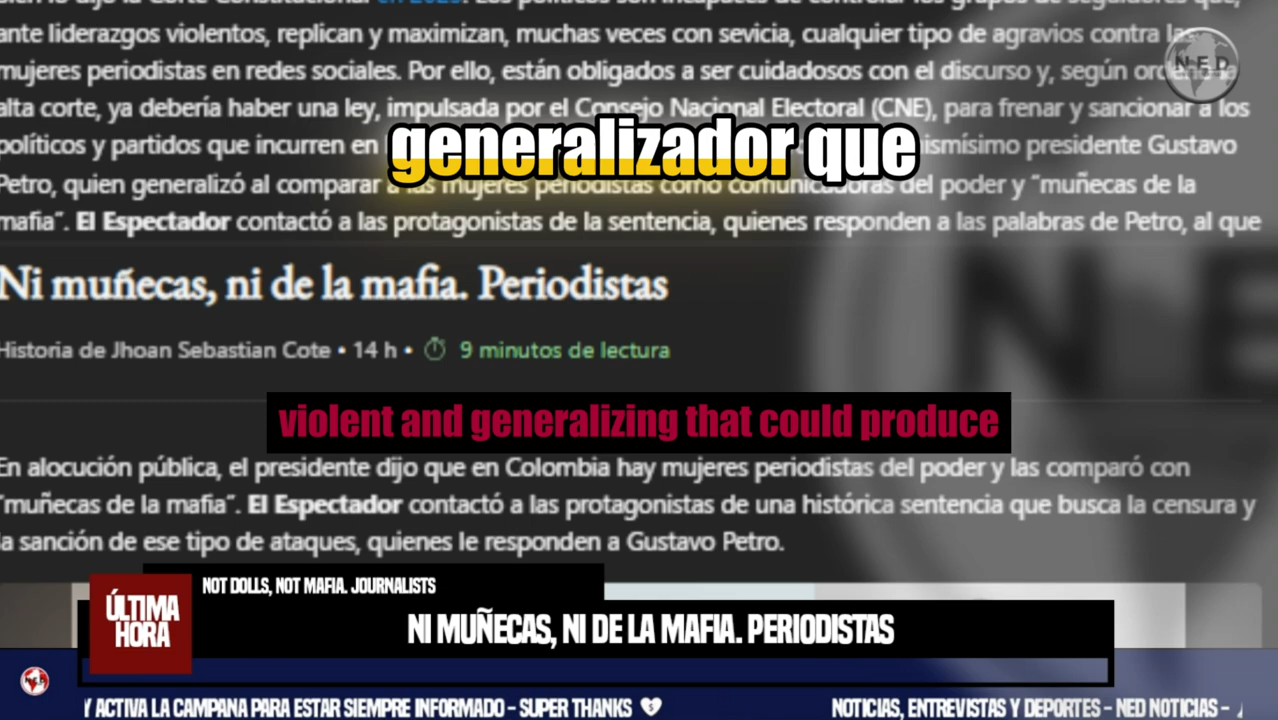 ante liderazgos violentos, replican y maximizan, muchas veces con sevicia, cualquier tipo de agravios contra las
mujeres periodistas en redes sociales. Por ello, están obligados a ser cuidadosos con el discurso y, según ordenó la
alta corte, ya debería haber una ley, impulsada por el Consejo Nacional Electoral (CNE), para frenar y sancionar a los
políticos y partidos que incurren en
ismísimo presidente Gustavo
generalizador que
Petro, quien generalizó al comparar a las mujeres periodistas como comunicadoras del poder y "muñecas de la
mafia". El Espectador contactó a las protagonistas de la sentencia, quienes responden a las palabras de Petro, al que
NED
Ni muñecas, ni de la mafia. Periodistas
Historia de Jhoan Sebastian Cote • 14 h • 9 minutos de lectura
violent and generalizing that could produce
En alocución pública, el presidente dijo que en Colombia hay mujeres periodistas del poder y las comparó con
"muñecas de la mafia". El Espectador contactó a las protagonistas de una histórica sentencia que busca la censura y
la sanción de ese tipo de ataques, quienes le responden a Gustavo Petro.
NOT DOLLS, NOT MAFIA. JOURNALISTS
ÚLTIMA
HORA
NI MUÑECAS, NI DE LA MAFIA. PERIODISTAS
Y ACTIVA LA CAMPANA PARA ESTAR SIEMPRE INFORMADO - SUPER THANKS
NOTICIAS, ENTREVISTAS Y DEPORTES - NED NOTICIAS -